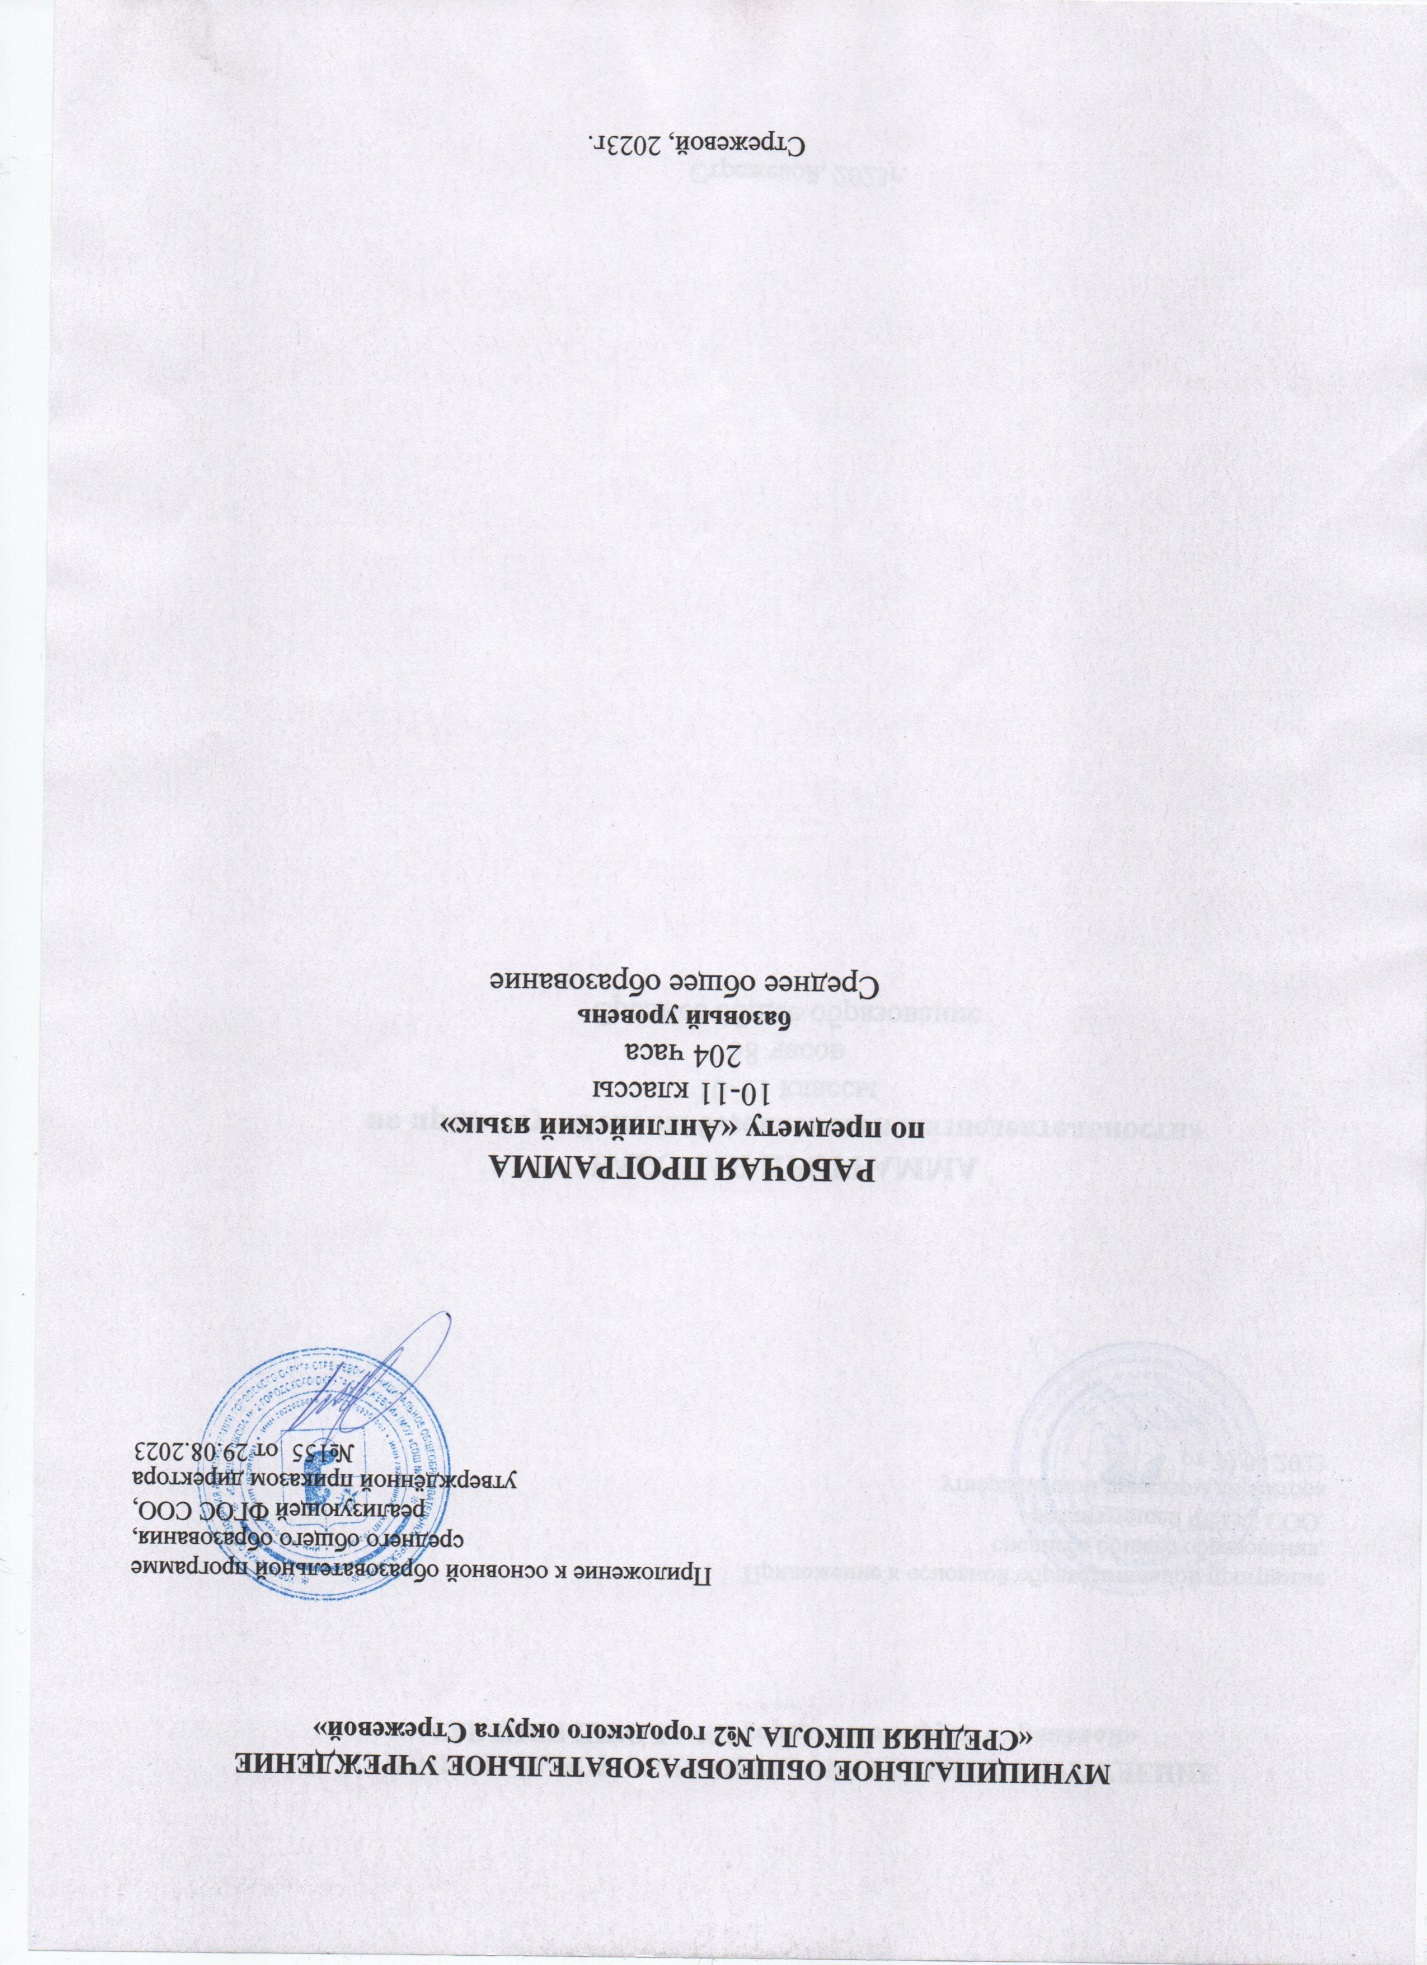 МУНИЦИПАЛЬНОЕ ОБЩЕОБРАЗОВАТЕЛЬНОЕ УЧРЕЖДЕНИЕ
«СРЕДНЯЯ ШКОЛА №2 городского округа Стрежевой»
Приложение к основной образовательной программе
среднего общего образования,
реализующей ФГОС СОО,
утверждённой приказом директора
№155 от 29.08.2023
РАБОЧАЯ ПРОГРАММА
по предмету «Английский язык»
10-11 классы
204 часа
базовый уровень
Среднее общее образование
Стрежевой, 2023г.